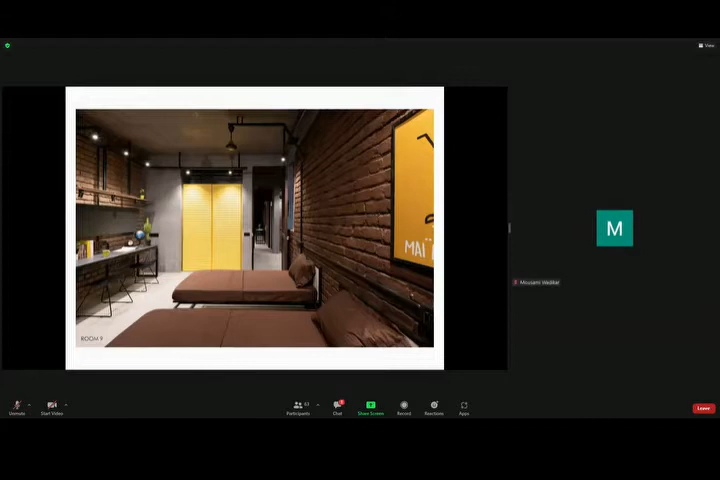 View
MAI
ROOM 9
M
Mousami Wadikar
Unmute
Start Video
Participants
Chat
Share Screen
Record
Reactions
Apps
Leave